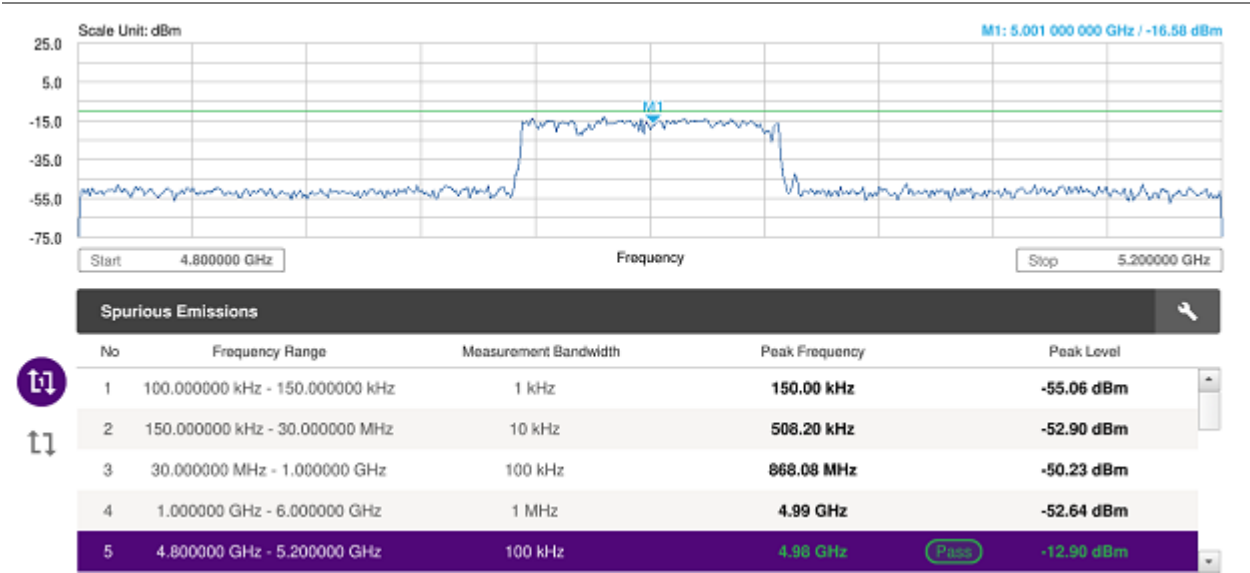 Scale Unit: dBm M1: 5.001 000 000 GHz / -16.58 dBm
25.0
5.0
M1
-15.0
-35.0
-55.0
-75.0
Start 4.800000 GHz Frequency Stop 5.200000 GHz
Spurious Emissions
No Frequency Range Measurement Bandwidth Peak Frequency Peak Level
1 100.000000 kHz - 150.000000 kHz 1 kHz 150.00 kHz -55.06 dBm
2 150.000000 kHz - 30.000000 MHz 10 kHz 508.20 kHz -52.90 dBm
3 30.000000 MHz - 1.000000 GHz 100 kHz 868.08 MHz -50.23 dBm
4 1.000000 GHz - 6.000000 GHz 1 MHz 4.99 GHz -52.64 dBm
5 4.800000 GHz - 5.200000 GHz 100 kHz 4.98 GHz Pass -12.90 dBm